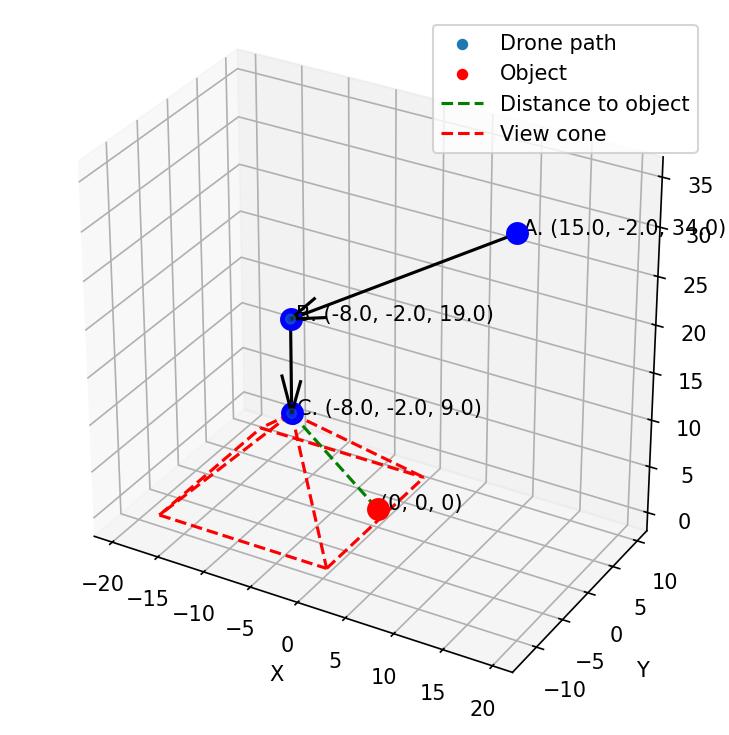 Drone path
Object
Distance to object
View cone
A. (15.0, -2.0, 34.0)
B. (-8.0, -2.0, 19.0)
C. (-8.0, -2.0, 9.0)
(0, 0, 0)
35
30
25
20
15
10
5
0
−20
−15
−10
−5
0
5
10
15
20
X
10
5
0
−5
−10
Y